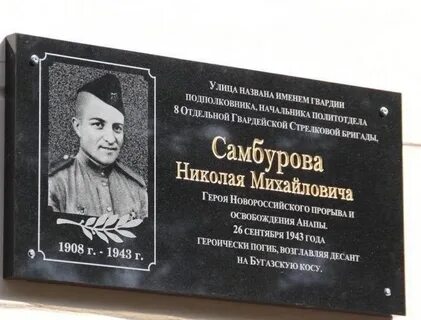 Улица названа именем гвардии
подполковника, начальника политотдела
8 Отдельной Гвардейской Стрелковой бригады,
Самбурова
Николая Михайловича
Героя Новороссийского прорыва и
освобождения Анапы.
26 сентября 1943 года
героически погиб, возглавляя десант
на Бугазскую косу.
1908 г. - 1943 г.